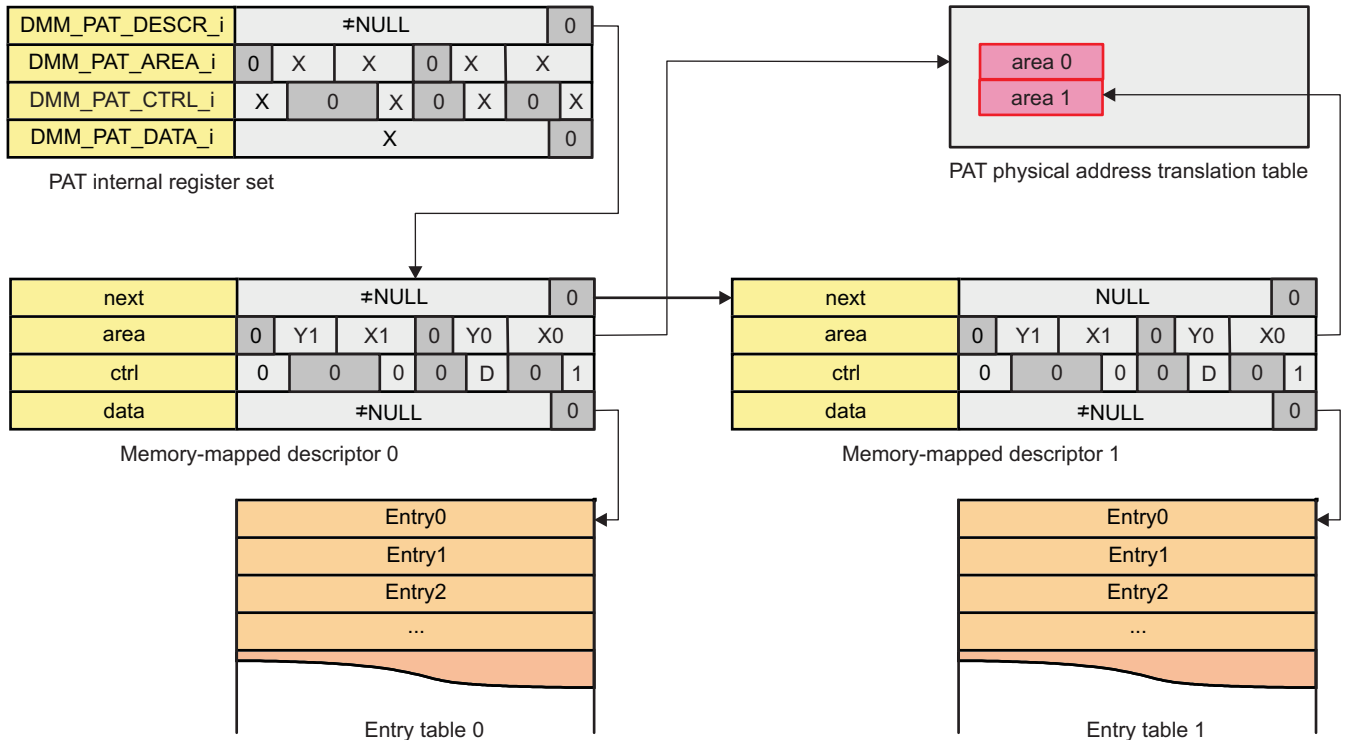 DMM_PAT_DESCR_i ≠NULL 0
DMM_PAT_AREA_i 0 X X 0 X X
DMM_PAT_CTRL_i X 0 X 0 X 0 X
DMM_PAT_DATA_i X 0
PAT internal register set
area 0
area 1
PAT physical address translation table
next ≠NULL 0
area 0 Y1 X1 0 Y0 X0
ctrl 0 0 0 0 D 0 1
data ≠NULL 0
Memory-mapped descriptor 0
next NULL 0
area 0 Y1 X1 0 Y0 X0
ctrl 0 0 0 0 D 0 1
data ≠NULL 0
Memory-mapped descriptor 1
Entry0
Entry1
Entry2
...
Entry table 0
Entry0
Entry1
Entry2
...
Entry table 1